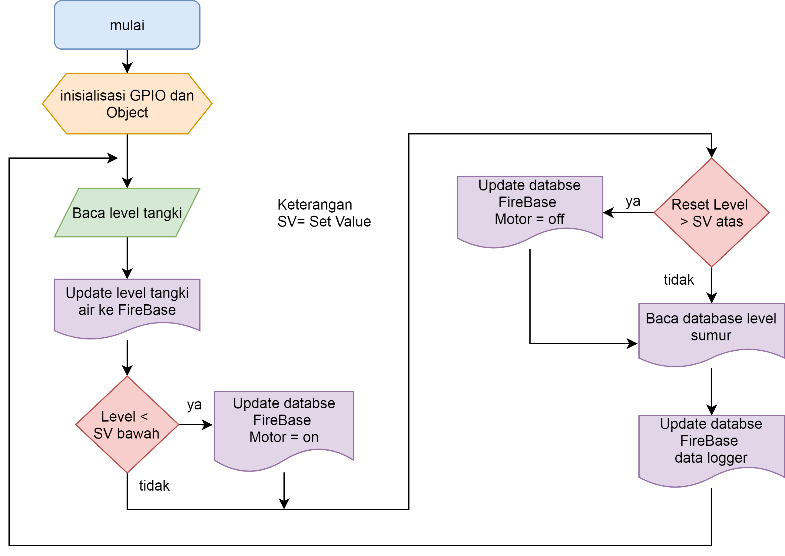 mulai
inisialisasi GPIO dan
Object
Baca level tangki
Keterangan
SV= Set Value
Update level tangki
air ke FireBase
Level <
SV bawah
ya
Update databse
FireBase
Motor = on
tidak
Reset Level
> SV atas
ya
Update databse
FireBase
Motor = off
tidak
Baca database level
sumur
Update databse
FireBase
data logger